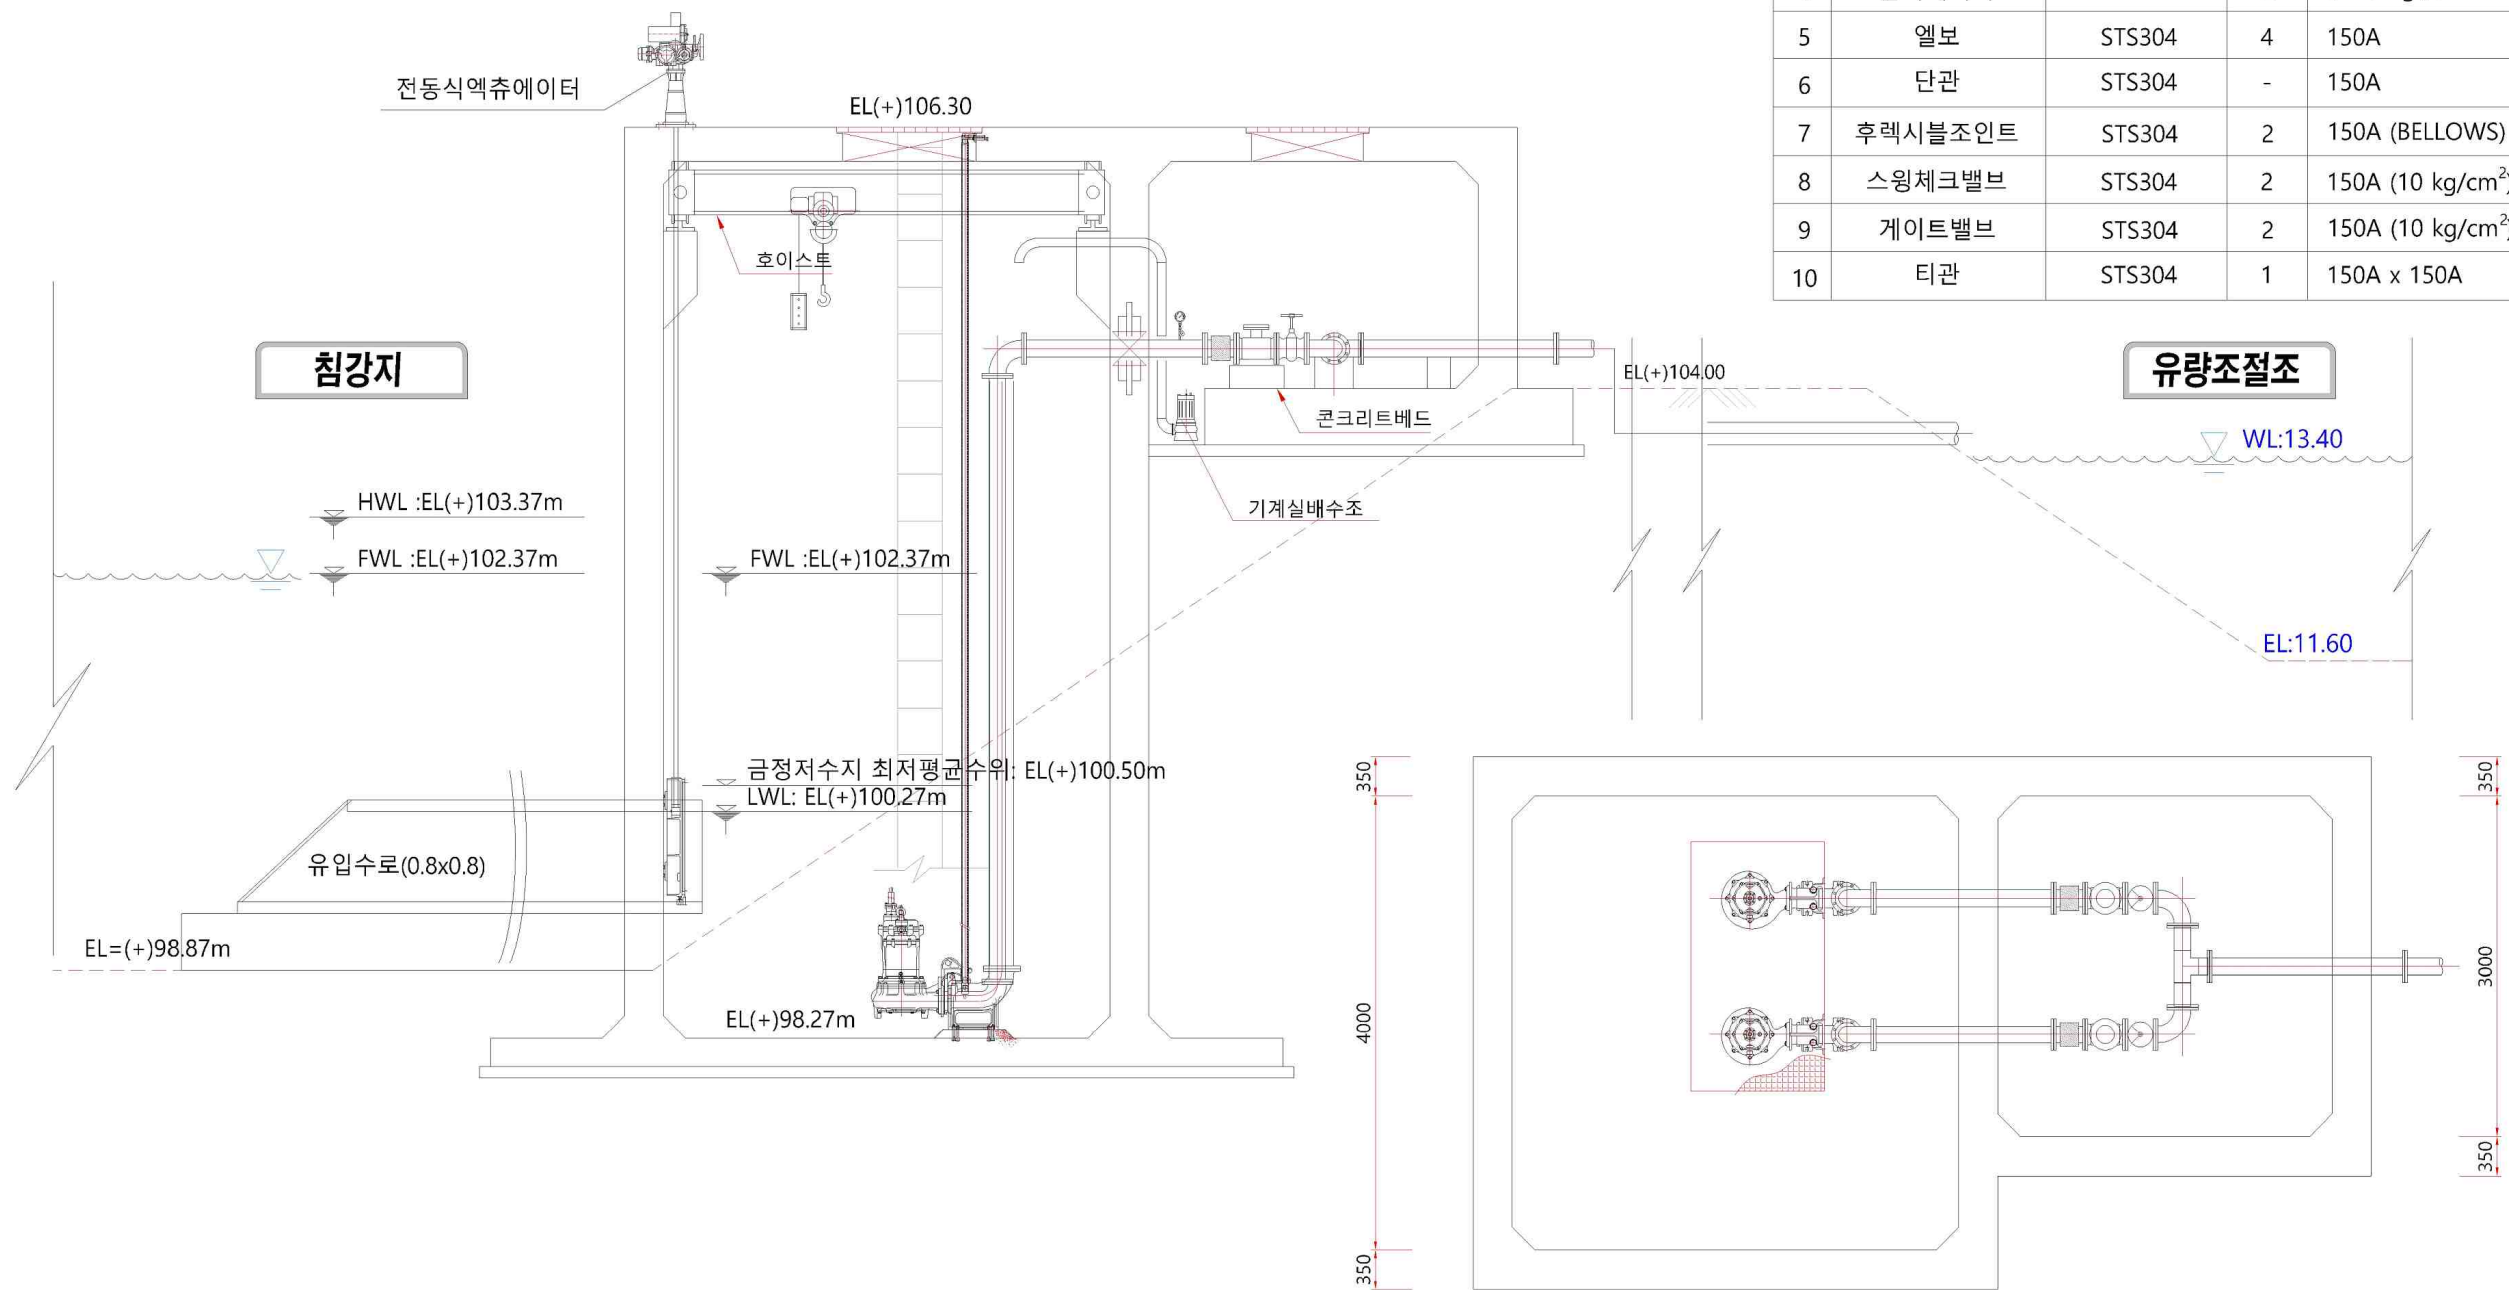 5 엘보 STS304 4 150A
6 단관 STS304 - 150A
7 후렉시블조인트 STS304 2 150A (BELLOWS)
8 스윙체크밸브 STS304 2 150A (10 kg/cm²)
9 게이트밸브 STS304 2 150A (10 kg/cm²)
10 티관 STS304 1 150A x 150A
전동식엑츄에이터
EL(+)106.30
호이스트
침강지
유량조절조
EL(+)104.00
콘크리트베드
WL:13.40
HWL :EL(+)103.37m
기계실배수조
FWL :EL(+)102.37m
FWL :EL(+)102.37m
EL:11.60
금정저수지 최저평균수위: EL(+)100.50m
LWL: EL(+)100.27m
유입수로(0.8x0.8)
EL=(+)98.87m
EL(+)98.27m
350
4000
350
350
3000
350